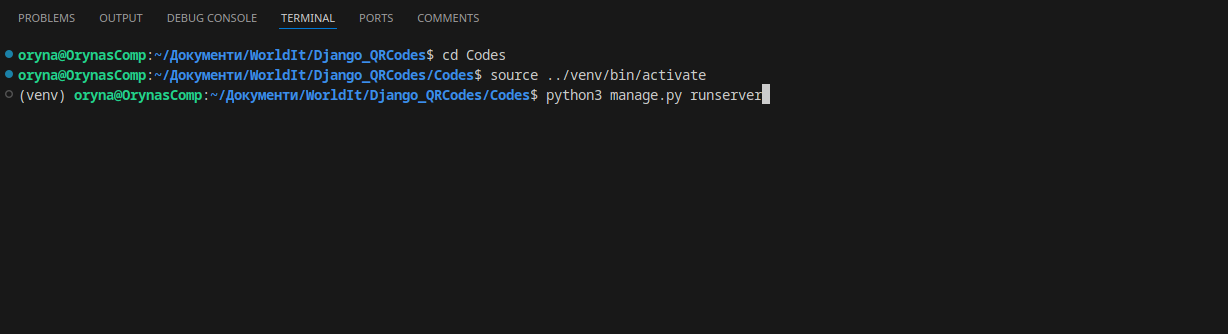 PROBLEMS OUTPUT DEBUG CONSOLE TERMINAL PORTS COMMENTS
oryna@OrynasComp:~/Документи/WorldIt/Django_QRCodes$ cd Codes
oryna@OrynasComp:~/Документи/WorldIt/Django_QRCodes/Codes$ source ../venv/bin/activate
(venv) oryna@OrynasComp:~/Документи/WorldIt/Django_QRCodes/Codes$ python3 manage.py runserver